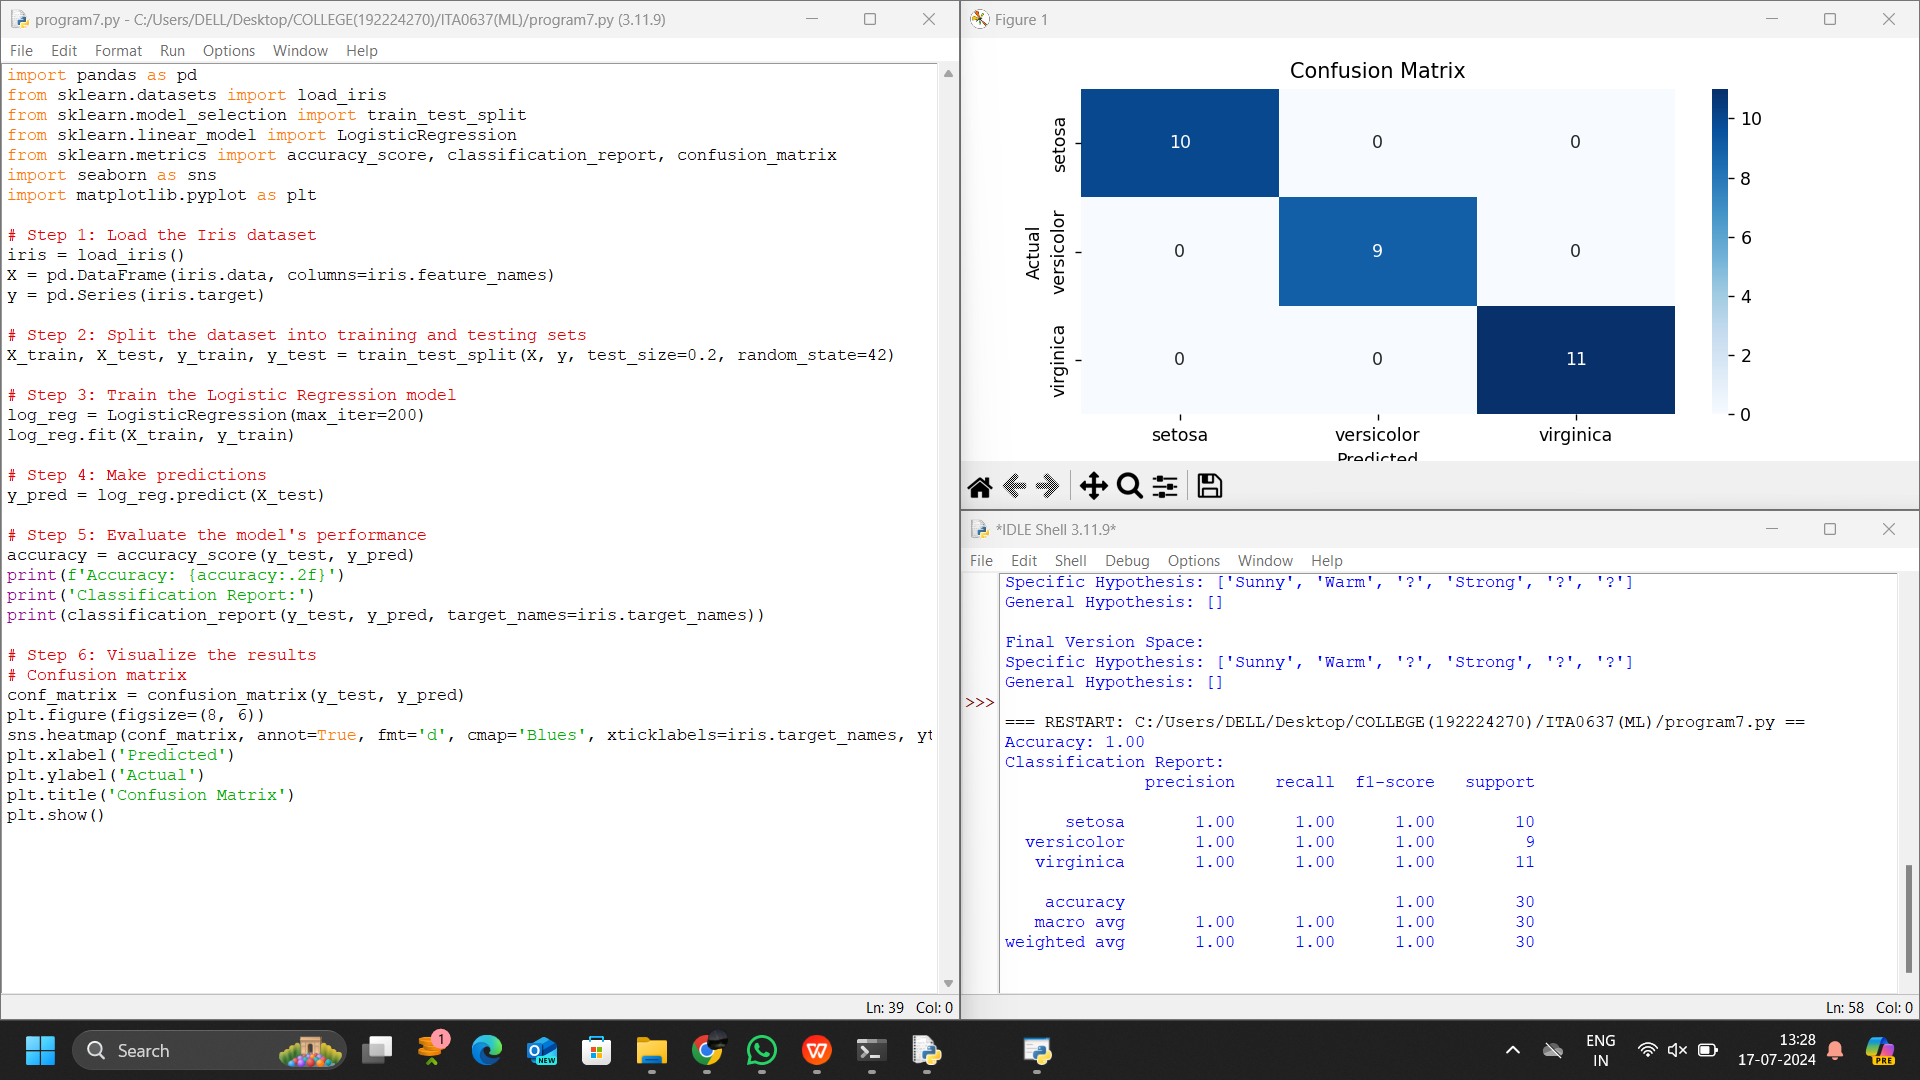 program7.py - C:/Users/DELL/Desktop/COLLEGE(192224270)/ITA0637(ML)/program7.py (3.11.9)
File Edit Format Run Options Window Help
import pandas as pd
from sklearn.datasets import load_iris
from sklearn.model_selection import train_test_split
from sklearn.linear_model import LogisticRegression
from sklearn.metrics import accuracy_score, classification_report, confusion_matrix
import seaborn as sns
import matplotlib.pyplot as plt
# Step 1: Load the Iris dataset
iris = load_iris()
X = pd.DataFrame(iris.data, columns=iris.feature_names)
y = pd.Series(iris.target)
# Step 2: Split the dataset into training and testing sets
X_train, X_test, y_train, y_test = train_test_split(X, y, test_size=0.2, random_state=42)
# Step 3: Train the Logistic Regression model
log_reg = LogisticRegression(max_iter=200)
log_reg.fit(X_train, y_train)
# Step 4: Make predictions
y_pred = log_reg.predict(X_test)
# Step 5: Evaluate the model's performance
accuracy = accuracy_score(y_test, y_pred)
print(f'Accuracy: {accuracy:.2f}')
print('Classification Report:')
print(classification_report(y_test, y_pred, target_names=iris.target_names))
# Step 6: Visualize the results
# Confusion matrix
conf_matrix = confusion_matrix(y_test, y_pred)
plt.figure(figsize=(8, 6))
sns.heatmap(conf_matrix, annot=True, fmt='d', cmap='Blues', xticklabels=iris.target_names, yt
plt.xlabel('Predicted')
plt.ylabel('Actual')
plt.title('Confusion Matrix')
plt.show()
Ln: 39 Col: 0
Figure 1
Confusion Matrix
Actual
setosa 10 0 0
versicolor 0 9 0
virginica 0 0 11
setosa versicolor virginica
Predicted
10
8
6
4
2
0
*IDLE Shell 3.11.9*
File Edit Shell Debug Options Window Help
Specific Hypothesis: ['Sunny', 'Warm', '?', 'Strong', '?', '?']
General Hypothesis: []
Final Version Space:
Specific Hypothesis: ['Sunny', 'Warm', '?', 'Strong', '?', '?']
General Hypothesis: []
>>>
=== RESTART: C:/Users/DELL/Desktop/COLLEGE(192224270)/ITA0637(ML)/program7.py ==
Accuracy: 1.00
Classification Report:
precision recall f1-score support
setosa 1.00 1.00 1.00 10
versicolor 1.00 1.00 1.00 9
virginica 1.00 1.00 1.00 11
accuracy 1.00 30
macro avg 1.00 1.00 1.00 30
weighted avg 1.00 1.00 1.00 30
Ln: 58 Col: 0
Search
1
NEW
W
ENG
IN
13:28
17-07-2024
PRE